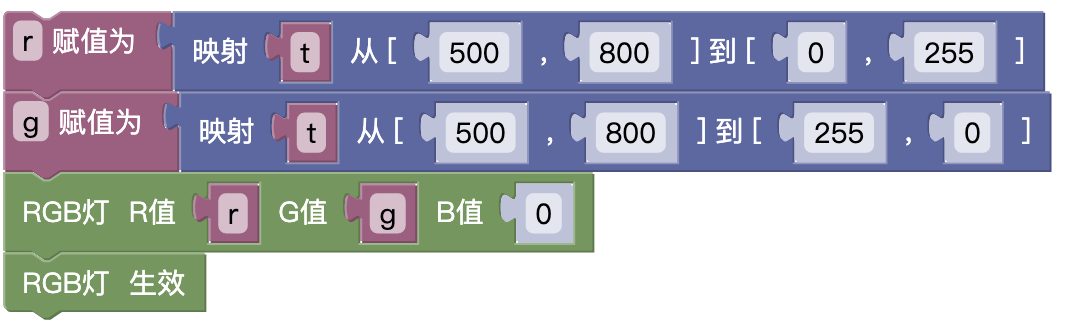 r 赋值为 映射 t 从 [ 500 , 800 ] 到 [ 0 , 255 ]
g 赋值为 映射 t 从 [ 500 , 800 ] 到 [ 255 , 0 ]
RGB灯 R值 r G值 g B值 0
RGB灯 生效